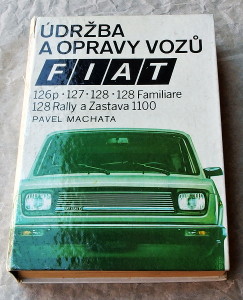 ÚDRŽBA
A OPRAVY VOZŮ
FIAT
126p • 127 • 128 • 128 Familiare
128 Rally a Zastava 1100
PAVEL MACHATA